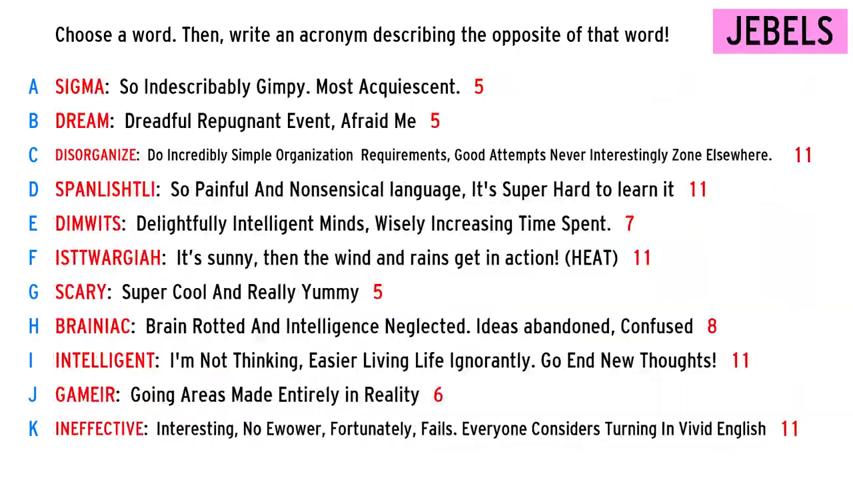 Choose a word. Then, write an acronym describing the opposite of that word!
JEBELS
A SIGMA: So Indescribably Gimpy. Most Acquiescent. 5
B DREAM: Dreadful Repugnant Event, Afraid Me 5
C DISORGANIZE: Do Incredibly Simple Organization Requirements, Good Attempts Never Interestingly Zone Elsewhere. 11
D SPANLISHTLI: So Painful And Nonsensical language, It's Super Hard to learn it 11
E DIMWITS: Delightfully Intelligent Minds, Wisely Increasing Time Spent. 7
F ISTTWARGIAH: It's sunny, then the wind and rains get in action! (HEAT) 11
G SCARY: Super Cool And Really Yummy 5
H BRAINIAC: Brain Rotted And Intelligence Neglected. Ideas abandoned, Confused 8
I INTELLIGENT: I'm Not Thinking, Easier Living Life Ignorantly. Go End New Thoughts! 11
J GAMEIR: Going Areas Made Entirely in Reality 6
K INEFFECTIVE: Interesting, No Ewower, Fortunately, Fails. Everyone Considers Turning In Vivid English 11